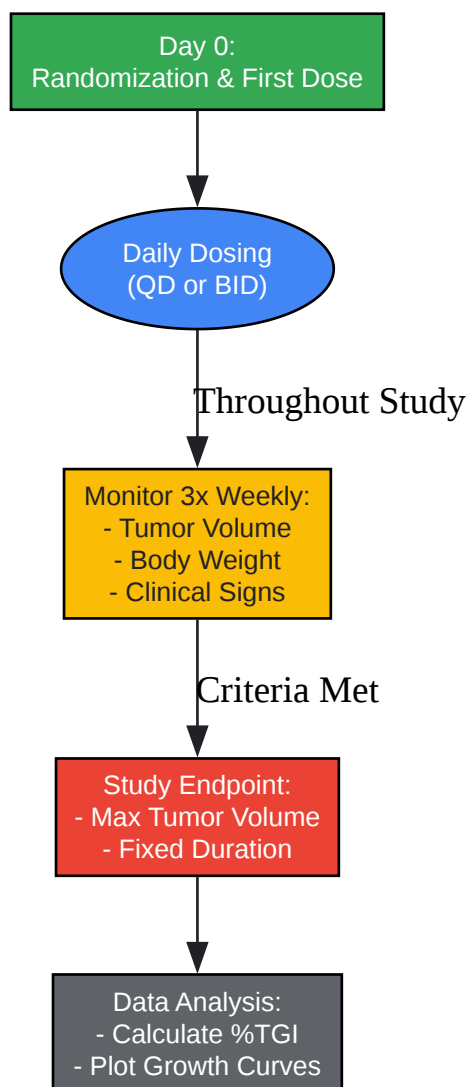 Day 0:
Randomization & First Dose
Daily Dosing
(QD or BID)
Throughout Study
Monitor 3x Weekly:
- Tumor Volume
- Body Weight
- Clinical Signs
Criteria Met
Study Endpoint:
- Max Tumor Volume
- Fixed Duration
Data Analysis:
- Calculate %TGI
- Plot Growth Curves